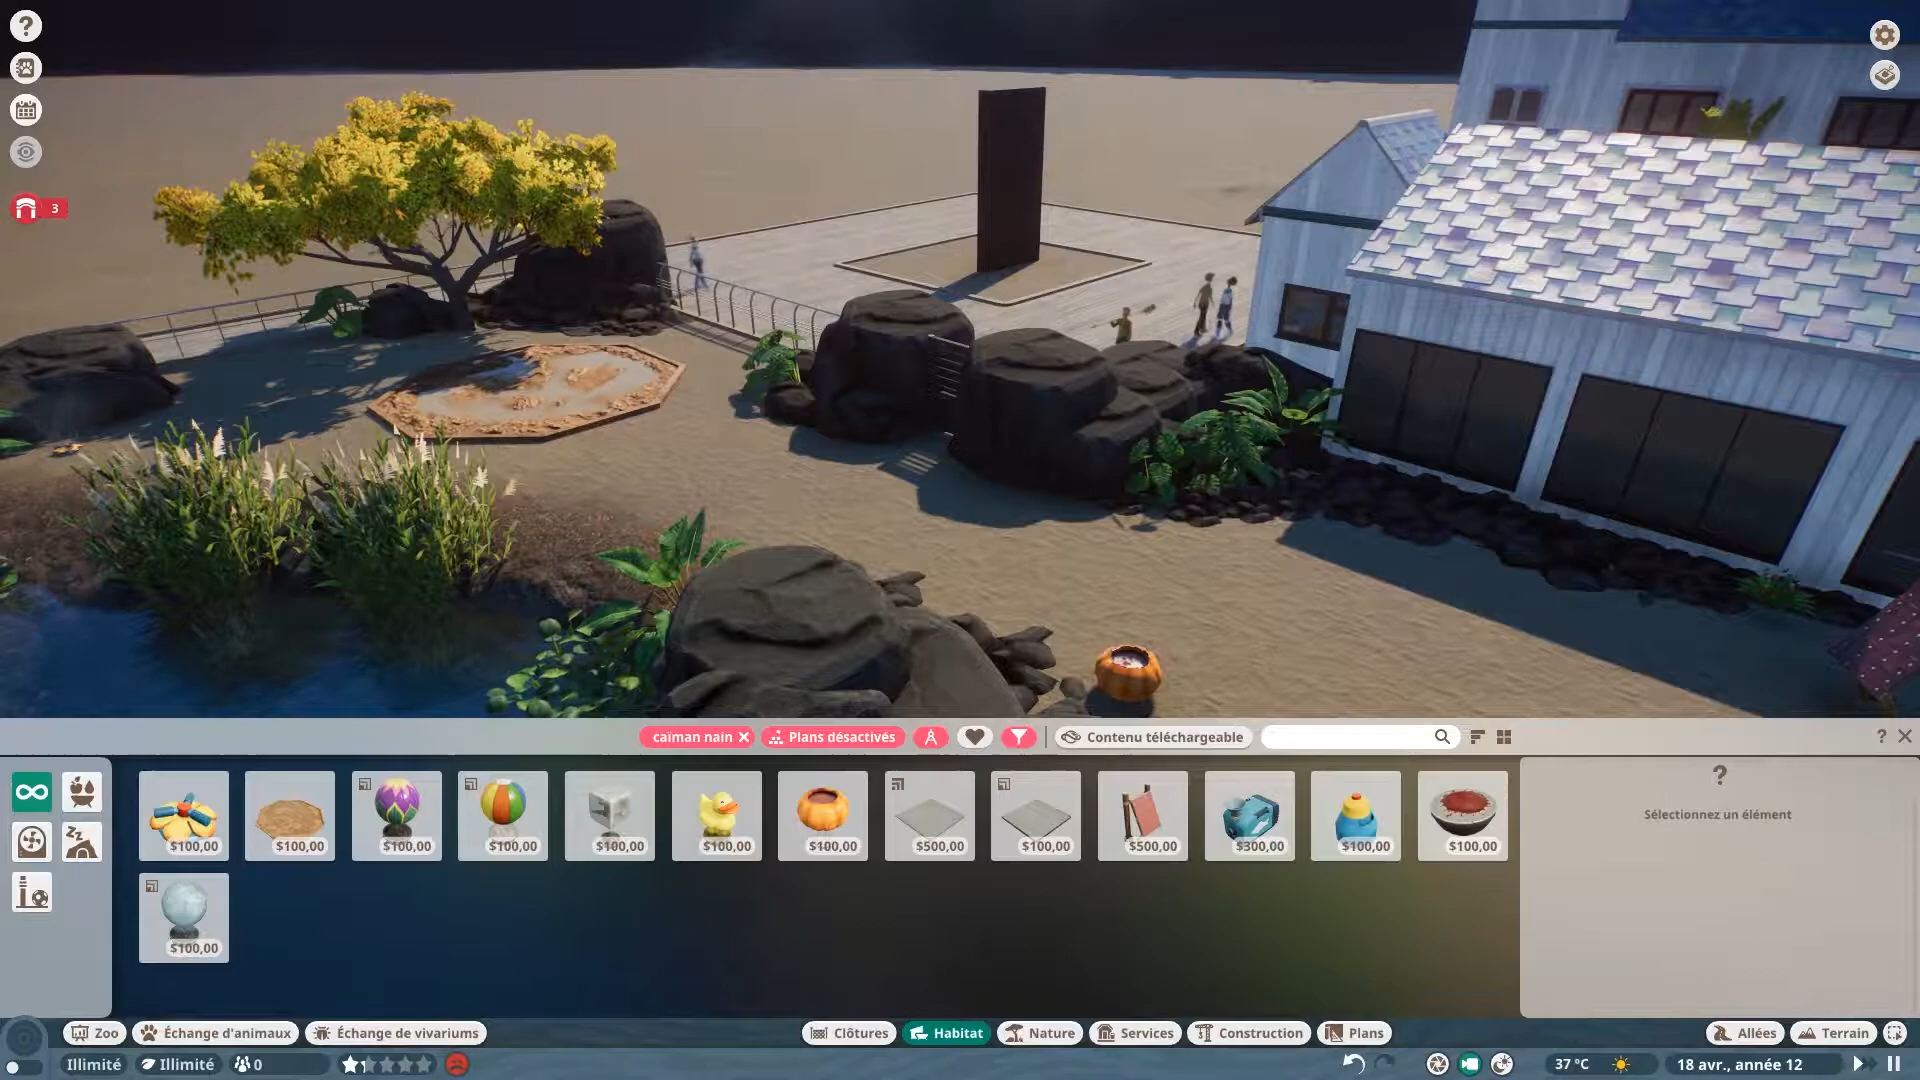 3
caïman nain
Plans désactivés
Contenu téléchargeable
?
$100,00
$100,00
$100,00
$100,00
$100,00
$100,00
$100,00
$500,00
$100,00
$500,00
$300,00
$100,00
$100,00
?
Sélectionnez un élément
$100,00
Zoo
Échange d'animaux
Échange de vivariums
Clôtures
Habitat
Nature
Services
Construction
Plans
Allées
Terrain
Illimité
Illimité
0
37 °C
18 avr., année 12